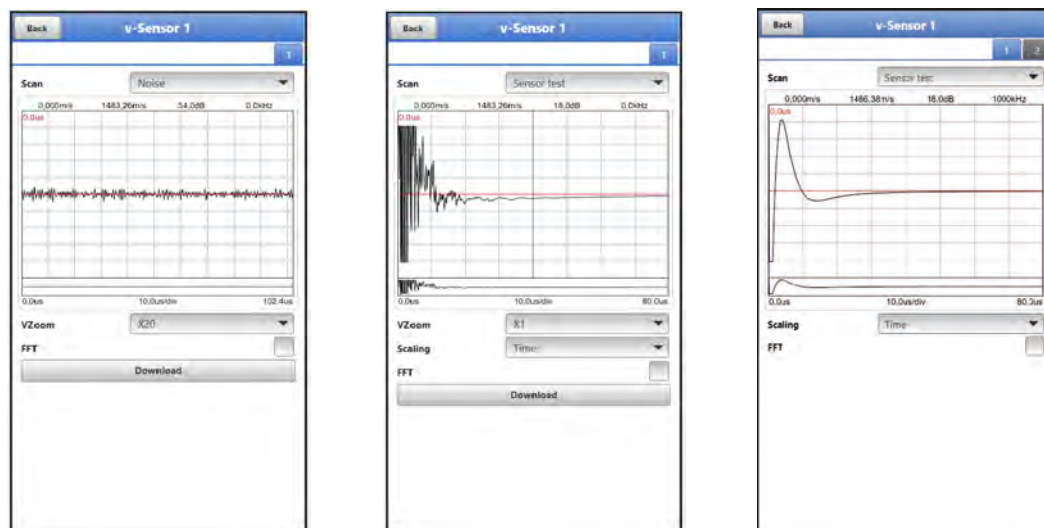 Back v-Sensor 1
1
Scan Noise
0,000m/s 1483,26m/s 54,0dB 0,0kHz
0.0us
0.0us 10,0us/div 102.4us
VZoom X20
FFT
Download
Back v-Sensor 1
1
Scan Sensor test
0,000m/s 1483,26m/s 18,0dB 0,0kHz
0.0us
0.0us 10,0us/div 80.0us
VZoom X1
Scaling Time
FFT
Download
Back v-Sensor 1
1 2
Scan Sensor test
0,000m/s 1486,38m/s 18,0dB 1000kHz
0.0us
0.0us 10,0us/div 80.0us
Scaling Time
FFT